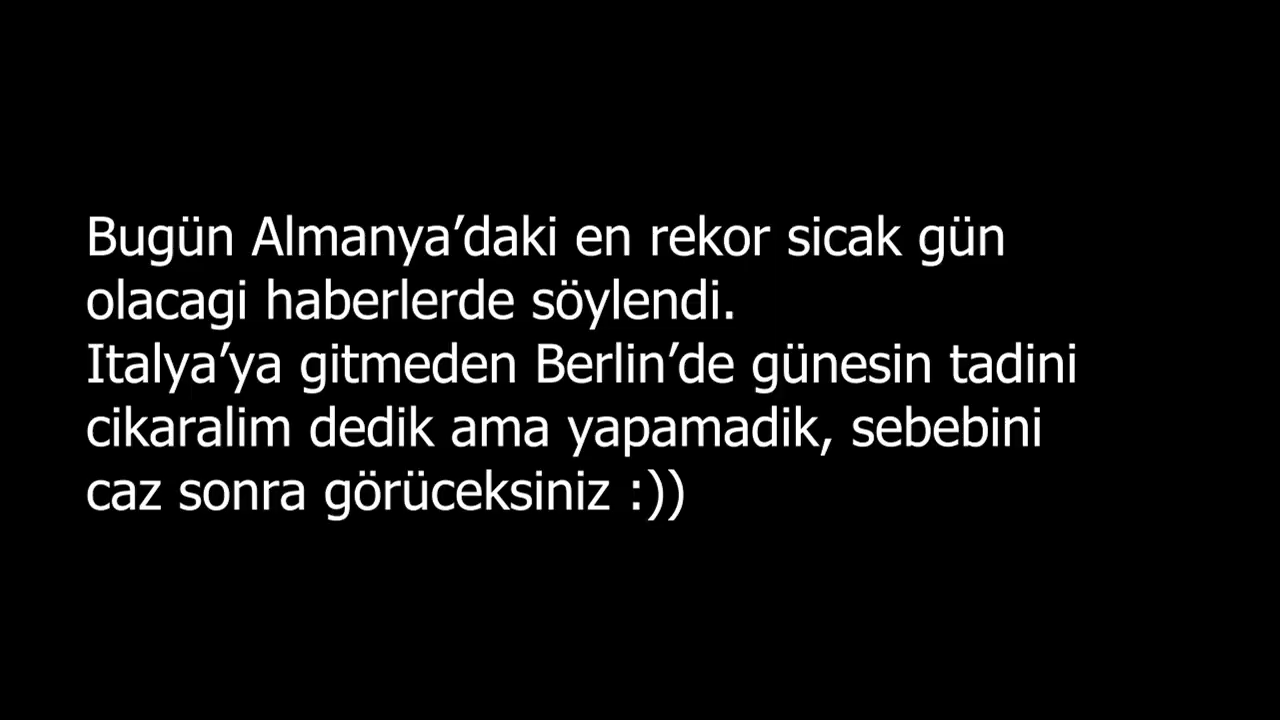 Bugün Almanya’daki en rekor sicak gün
olacagi haberlerde söylendi.
Italya’ya gitmeden Berlin’de günesin tadini
cikaralim dedik ama yapamadik, sebebini
caz sonra görüceksiniz :))